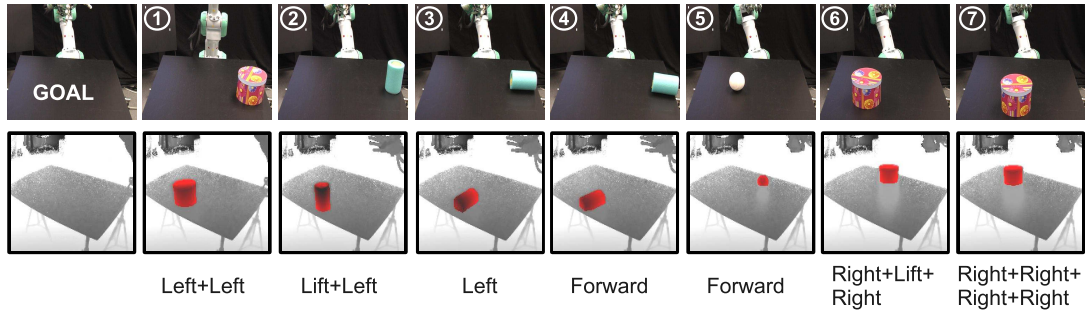 GOAL
1
2
3
4
5
6
7
Left+Left
Lift+Left
Left
Forward
Forward
Right+Lift+
Right
Right+Right+
Right+Right